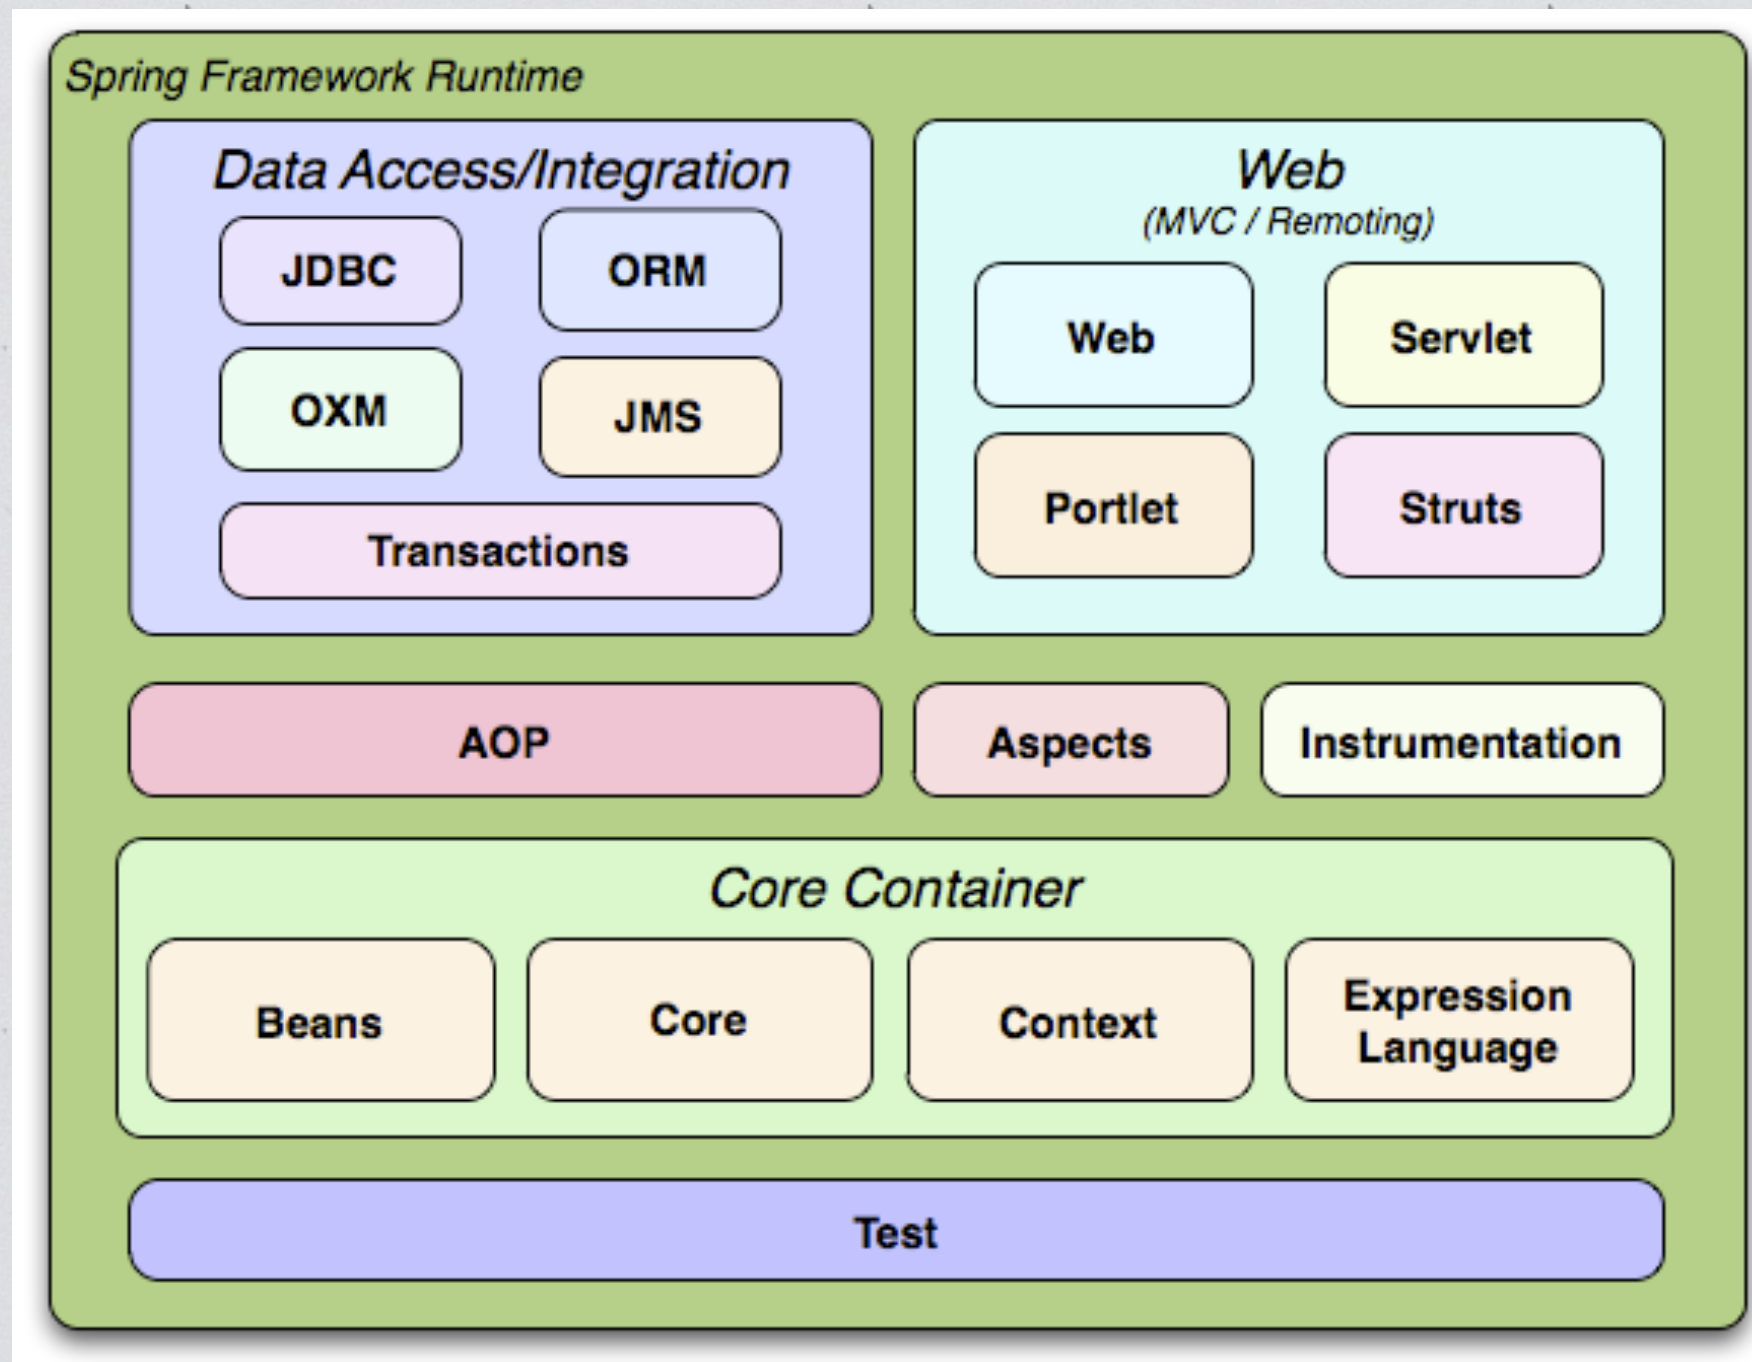 Spring Framework Runtime
Data Access/Integration
JDBC
ORM
OXM
JMS
Transactions
Web
(MVC / Remoting)
Web
Servlet
Portlet
Struts
AOP
Aspects
Instrumentation
Core Container
Beans
Core
Context
Expression
Language
Test